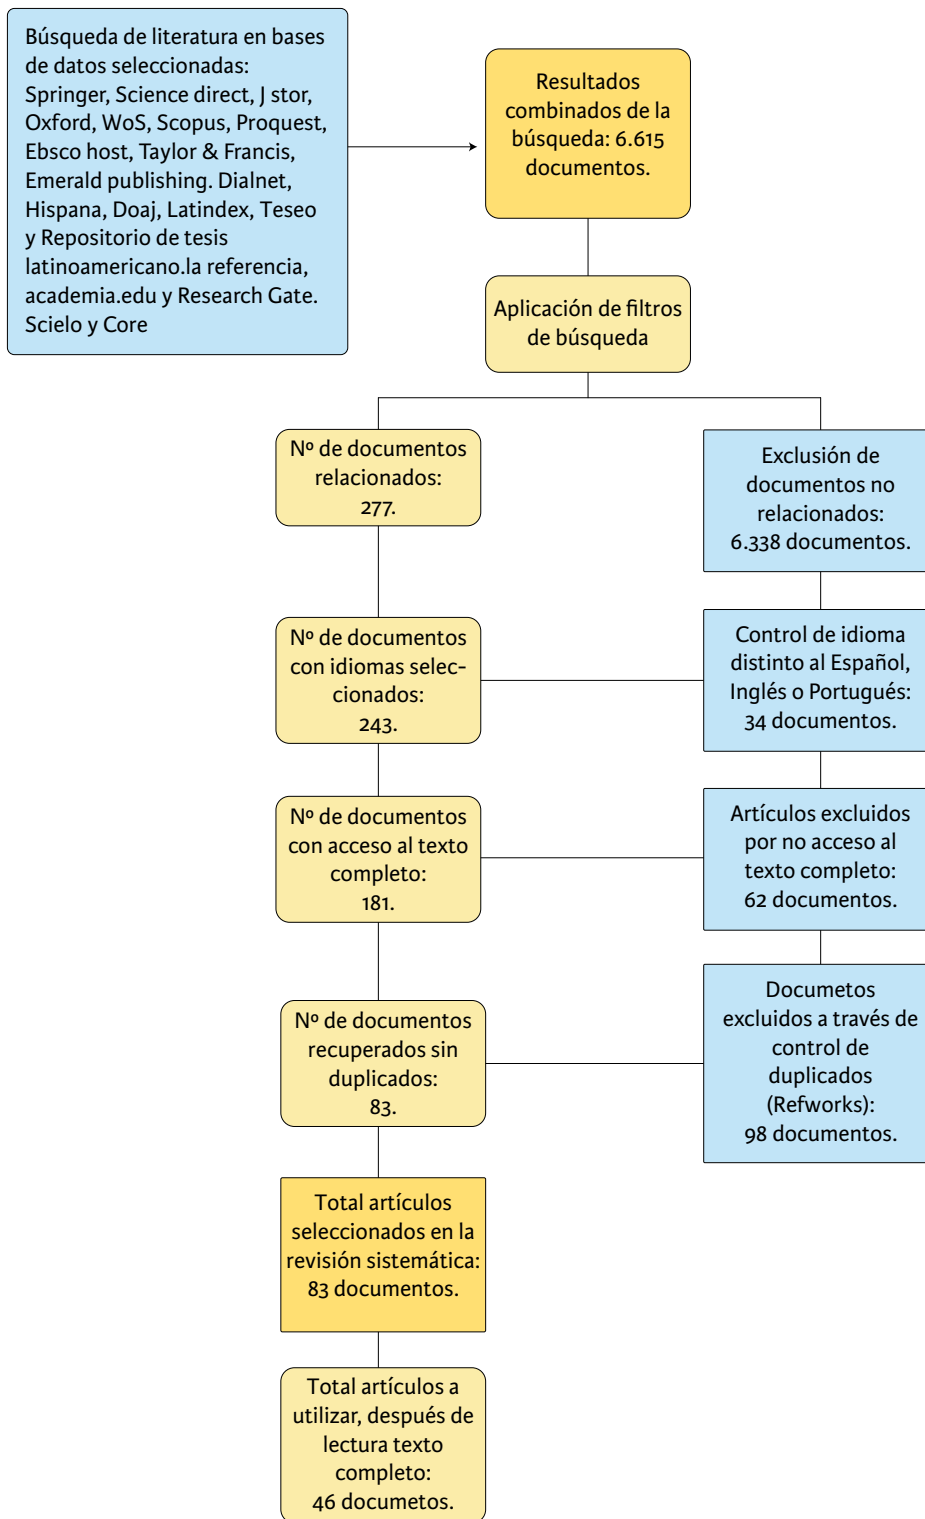 Búsqueda de literatura en bases
de datos seleccionadas:
Springer, Science direct, J stor,
Oxford, WoS, Scopus, Proquest,
Ebsco host, Taylor & Francis,
Emerald publishing. Dialnet,
Hispana, Doaj, Latindex, Teseo
y Repositorio de tesis
latinoamericano.la referencia,
academia.edu y Research Gate.
Scielo y Core
Resultados
combinados de la
búsqueda: 6.615
documentos.
Aplicación de filtros
de búsqueda
Nº de documentos
relacionados:
277.
Exclusión de
documentos no
relacionados:
6.338 documentos.
Nº de documentos
con idiomas selec-
ccionados:
243.
Control de idioma
distinto al Español,
Inglés o Portugués:
34 documentos.
Nº de documentos
con acceso al texto
completo:
181.
Artículos excluidos
por no acceso al
texto completo:
62 documentos.
Nº de documentos
recuperados sin
duplicados:
83.
Documetos
excluidos a través de
control de
duplicados
(Refworks):
98 documentos.
Total artículos
seleccionados en la
revisión sistemática:
83 documentos.
Total artículos a
utilizar, después de
lectura texto
completo:
46 documetos.